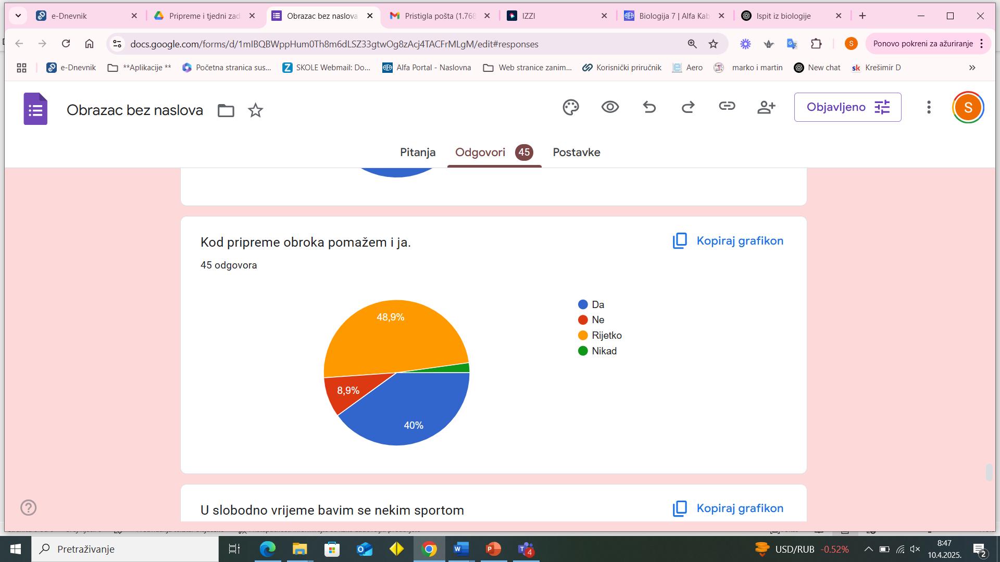 e-Dnevnik
Pripreme i tjedni zad
Obrazac bez naslova
Pristigla pošta (1.768
IZZI
Biologija 7 | Alfa Kab
Ispit iz biologije
docs.google.com/forms/d/1mIBQBWppHum0Th8m6dLSZ33gtwOg8zAcj4TACFrMLgM/edit#responses
S
Ponovo pokreni za ažuriranje
e-Dnevnik
**Aplikacije **
Početna stranica sus...
SKOLE Webmail: Do...
Alfa Portal - Naslovna
Web stranice zanim...
Korisnički priručnik
Aero
marko i martin
New chat
sk Krešimir D
Obrazac bez naslova
Objavljeno
S
Pitanja
Odgovori 45
Postavke
Kod pripreme obroka pomažem i ja.
Kopiraj grafikon
45 odgovora
48,9%
8,9%
40%
Da
Ne
Rijetko
Nikad
U slobodno vrijeme bavim se nekim sportom
Kopiraj grafikon
Pretraživanje
4
USD/RUB -0.52%
8:47
10.4.2025.
2